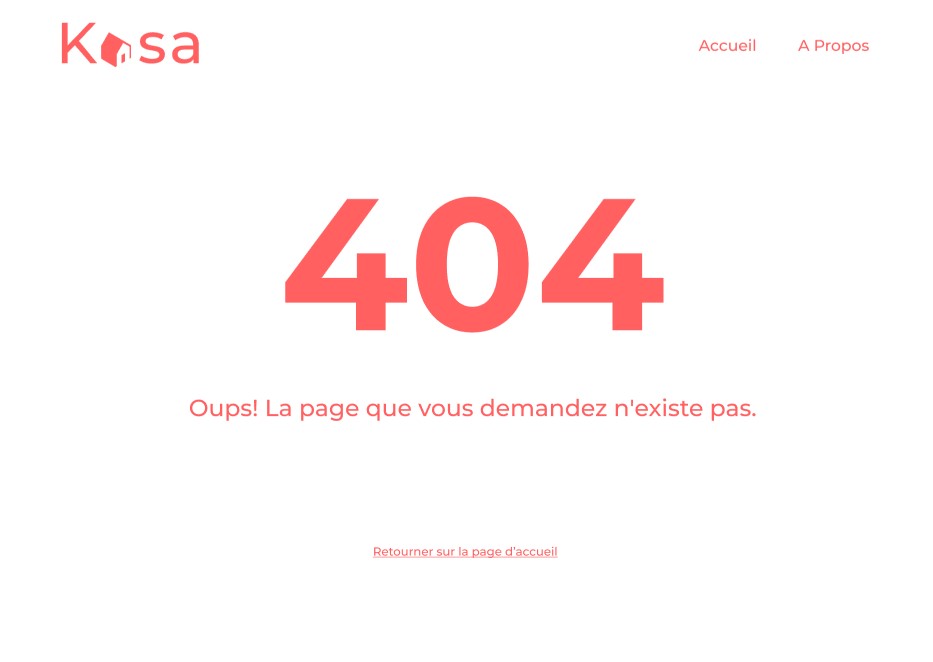 Kasa
Accueil
A Propos
404
Oups! La page que vous demandez n'existe pas.
Retourner sur la page d’accueil